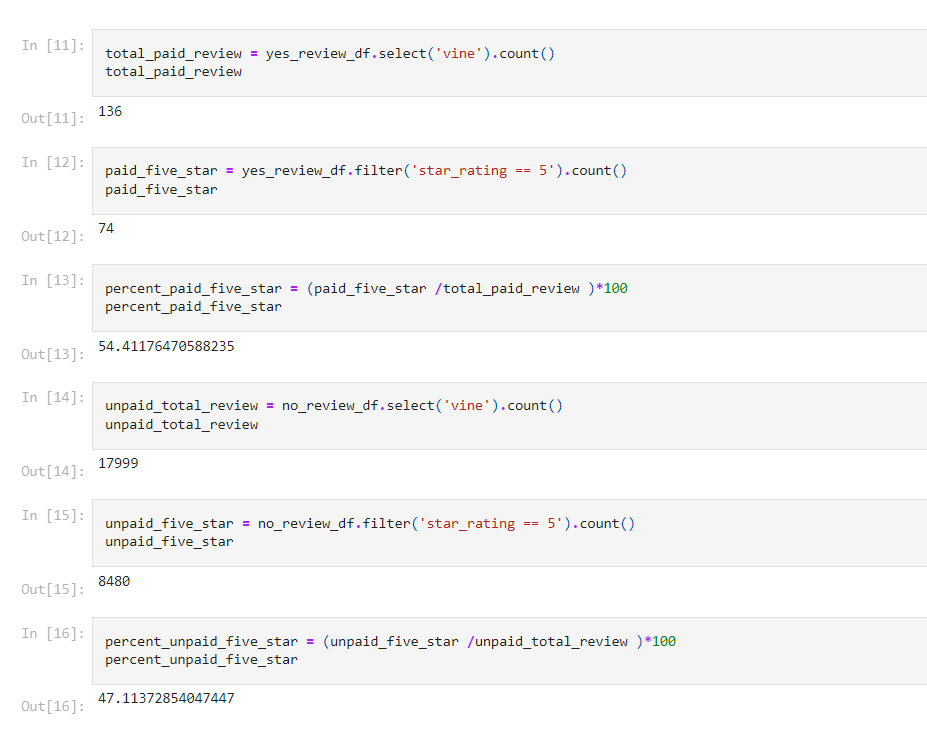 In [11]:
total_paid_review = yes_review_df.select('vine').count()
total_paid_review
Out[11]:
136
In [12]:
paid_five_star = yes_review_df.filter('star_rating == 5').count()
paid_five_star
Out[12]:
74
In [13]:
percent_paid_five_star = (paid_five_star /total_paid_review )*100
percent_paid_five_star
Out[13]:
54.41176470588235
In [14]:
unpaid_total_review = no_review_df.select('vine').count()
unpaid_total_review
Out[14]:
17999
In [15]:
unpaid_five_star = no_review_df.filter('star_rating == 5').count()
unpaid_five_star
Out[15]:
8480
In [16]:
percent_unpaid_five_star = (unpaid_five_star /unpaid_total_review )*100
percent_unpaid_five_star
Out[16]:
47.11372854047447